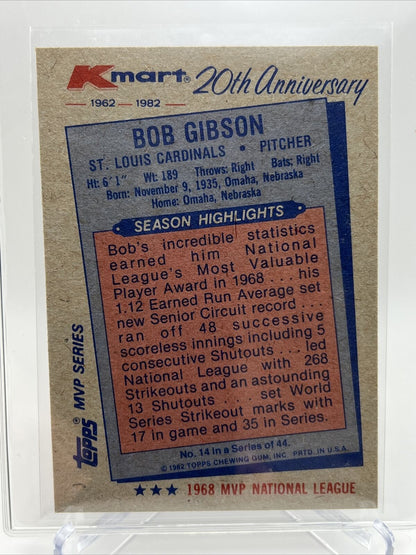 Kmart® 20th Anniversary
1962 - 1982
BOB GIBSON
ST. LOUIS CARDINALS • PITCHER
Ht: 6'1" Wt: 189 Throws: Right Bats: Right
Born: November 9, 1935, Omaha, Nebraska
Home: Omaha, Nebraska
SEASON HIGHLIGHTS
Bob's incredible statistics
earned him National
League's Most Valuable
Player Award in 1968 . . . his
1.12 Earned Run Average set
new Senior Circuit record . . .
ran off 48 successive
scoreless innings including 5
consecutive Shutouts . . . led
National League with 268
Strikeouts and an astounding
13 Shutouts . . . set World
Series Strikeout marks with
17 in game and 35 in Series.
No. 14 in a Series of 44.
© 1982 TOPPS CHEWING GUM, INC. PRTD. IN U.S.A.
topps® MVP SERIES
★★★ 1968 MVP NATIONAL LEAGUE